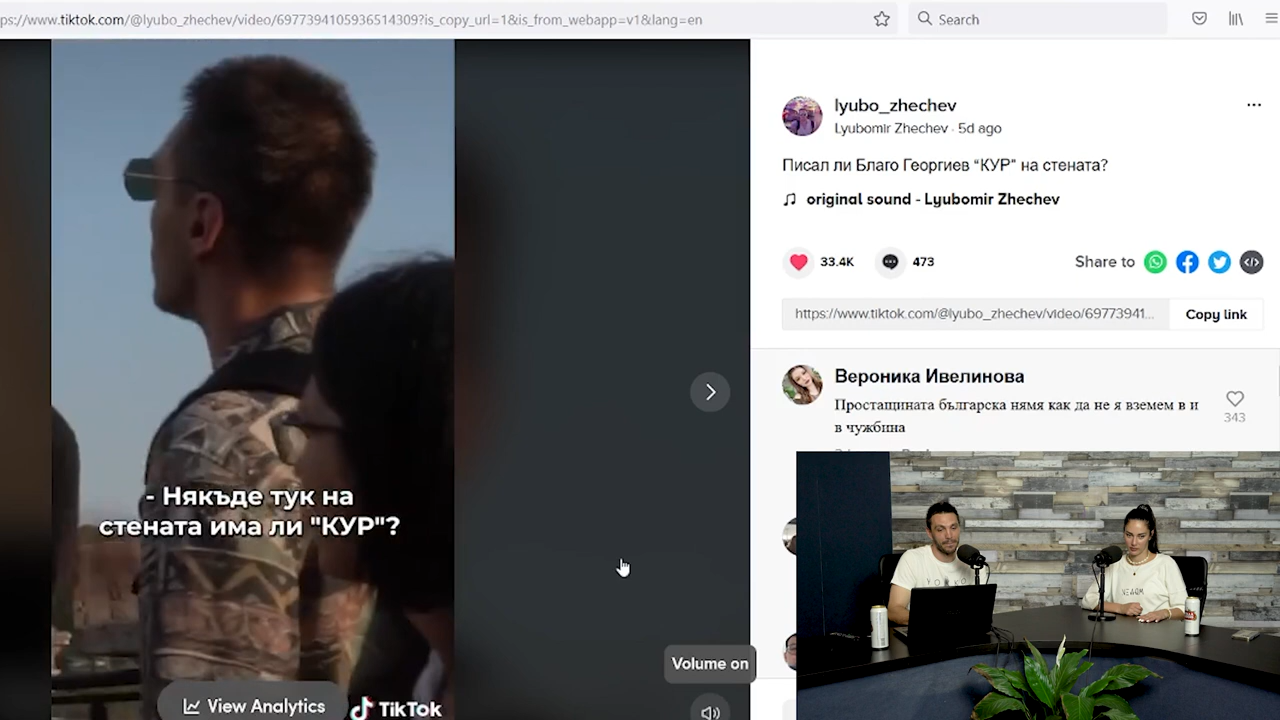 ps://www.tiktok.com/@lyubo_zhechev/video/6977394105936514309?is_copy_url=1&is_from_webapp=v1&lang=en
Search
lyubo_zhechev
Lyubomir Zhechev · 5d ago
Писал ли Благо Георгиев “КУР” на стената?
original sound - Lyubomir Zhechev
33.4K
473
Share to
https://www.tiktok.com/@lyubo_zhechev/video/69773941...
Copy link
Вероника Ивелинова
Простащината българска нямя как да не я вземем в и
в чужбина
343
- Някъде тук на
стената има ли "КУР"?
Volume on
View Analytics
TikTok